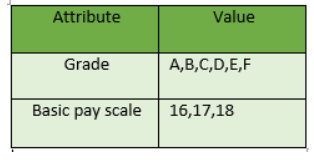 Attribute Value
Grade A,B,C,D,E,F
Basic pay scale 16,17,18